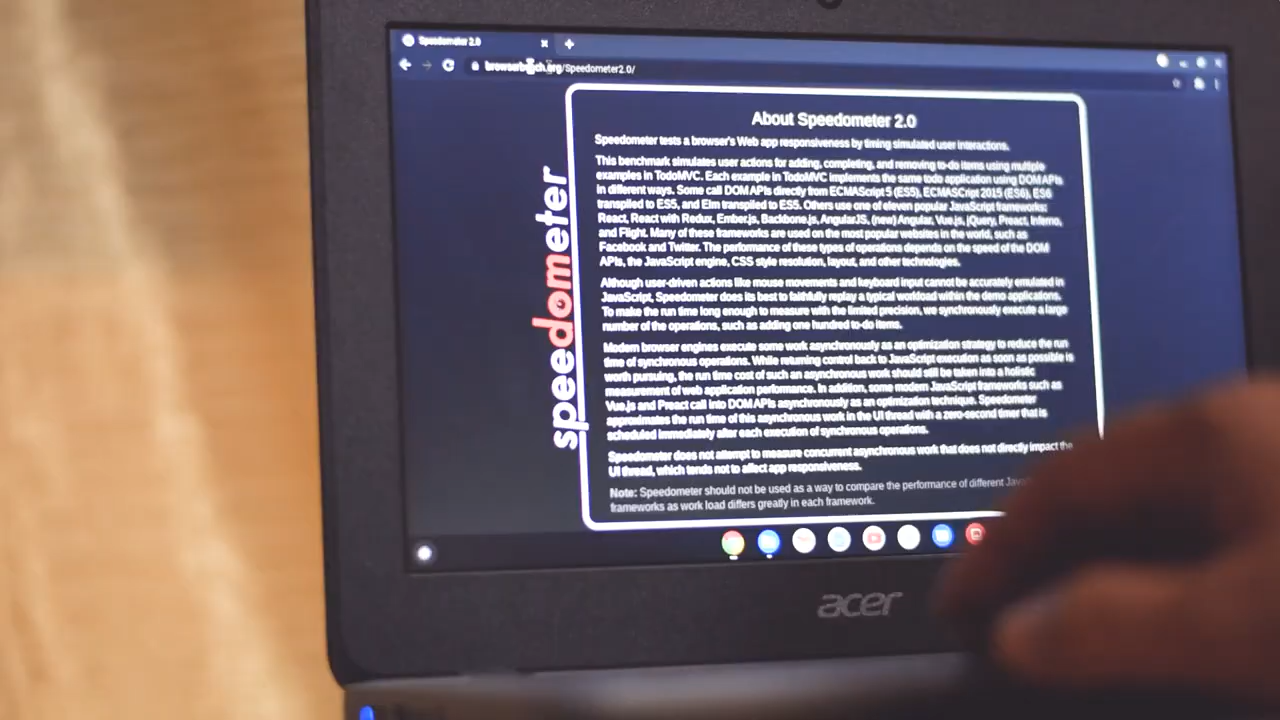 Speedometer 2.0
browserbench.org/Speedometer2.0/
speedometer
About Speedometer 2.0
Speedometer tests a browser's Web app responsiveness by timing simulated user interactions.
This benchmark simulates user actions for adding, completing, and removing to-do items using multiple
examples in TodoMVC. Each example in TodoMVC implements the same todo application using DOM APIs
in different ways. Some call DOM APIs directly from ECMAScript 5 (ES5), ECMASCript 2015 (ES6), ES6
transpiled to ES5, and Elm transpiled to ES5. Others use one of eleven popular JavaScript frameworks:
React, React with Redux, Ember.js, Backbone.js, AngularJS, (new) Angular, Vue.js, jQuery, Preact, Inferno,
and Flight. Many of these frameworks are used on the most popular websites in the world, such as
Facebook and Twitter. The performance of these types of operations depends on the speed of the DOM
APIs, the JavaScript engine, CSS style resolution, layout, and other technologies.
Although user-driven actions like mouse movements and keyboard input cannot be accurately emulated in
JavaScript, Speedometer does its best to faithfully replay a typical workload within the demo applications.
To make the run time long enough to measure with the limited precision, we synchronously execute a large
number of the operations, such as adding one hundred to-do items.
Modern browser engines execute some work asynchronously as an optimization strategy to reduce the run
time of synchronous operations. While returning control back to JavaScript execution as soon as possible is
worth pursuing, the run time cost of such an asynchronous work should still be taken into a holistic
measurement of web application performance. In addition, some modern JavaScript frameworks such as
Vue.js and Preact call into DOM APIs asynchronously as an optimization technique. Speedometer
approximates the run time of this asynchronous work in the UI thread with a zero-second timer that is
scheduled immediately after each execution of synchronous operations.
Speedometer does not attempt to measure concurrent asynchronous work that does not directly impact the
UI thread, which tends not to affect app responsiveness.
Note: Speedometer should not be used as a way to compare the performance of different
frameworks as work load differs greatly in each framework.
acer